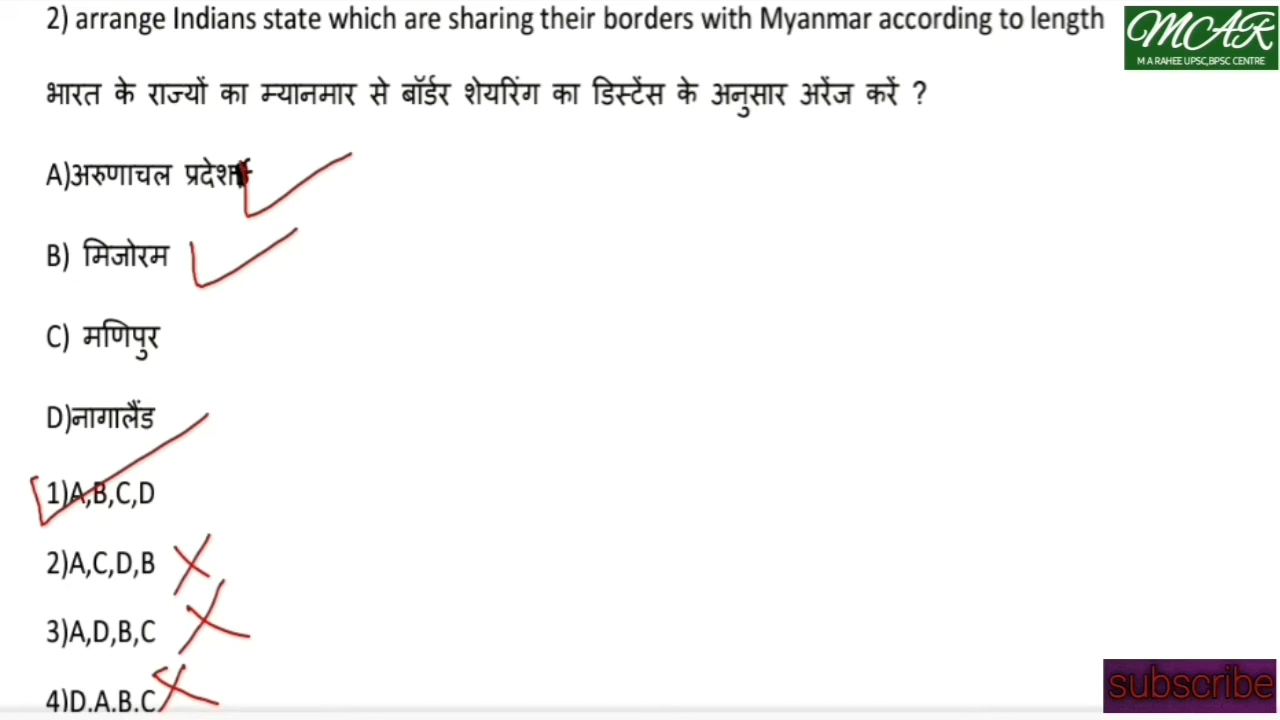 2) arrange Indians state which are sharing their borders with Myanmar according to length
MCAR
M A RAHEE UPSC,BPSC CENTRE
भारत के राज्यों का म्यानमार से बॉर्डर शेयरिंग का डिस्टेंस के अनुसार अरेंज करें ?
A)अरुणाचल प्रदेश
B) मिजोरम
C) मणिपुर
D)नागालैंड
1)A,B,C,D
2)A,C,D,B
3)A,D,B,C
4)D.A.B.C
subscribe